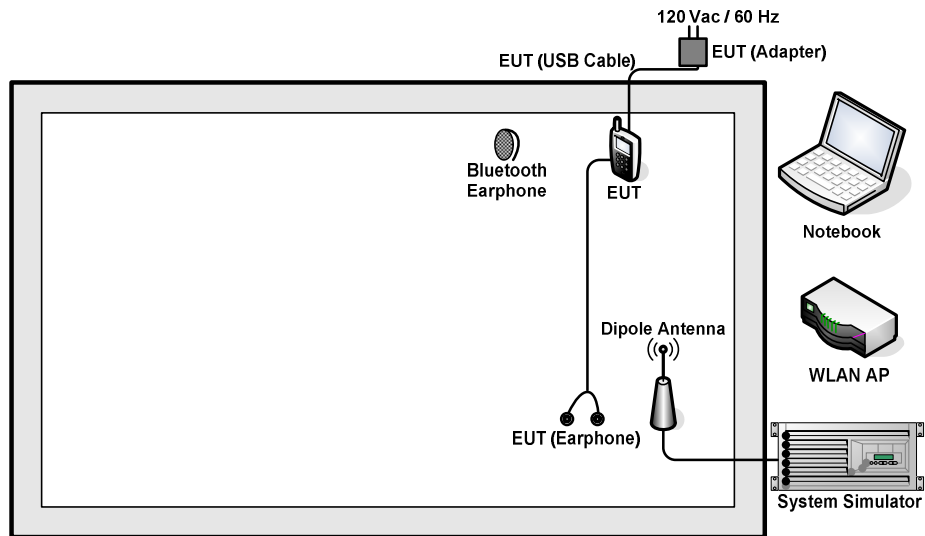 120 Vac / 60 Hz
EUT (Adapter)
EUT (USB Cable)
Bluetooth
Earphone
EUT
Notebook
Dipole Antenna
WLAN AP
EUT (Earphone)
System Simulator